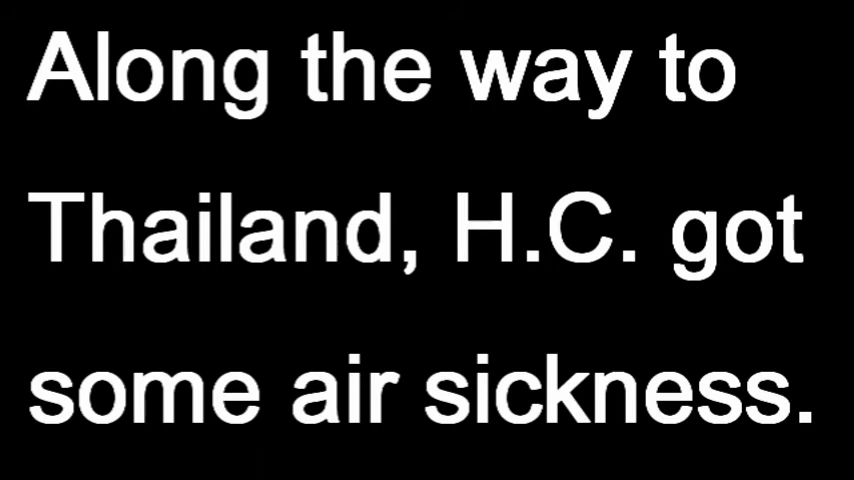 Along the way to
Thailand, H.C. got
some air sickness.